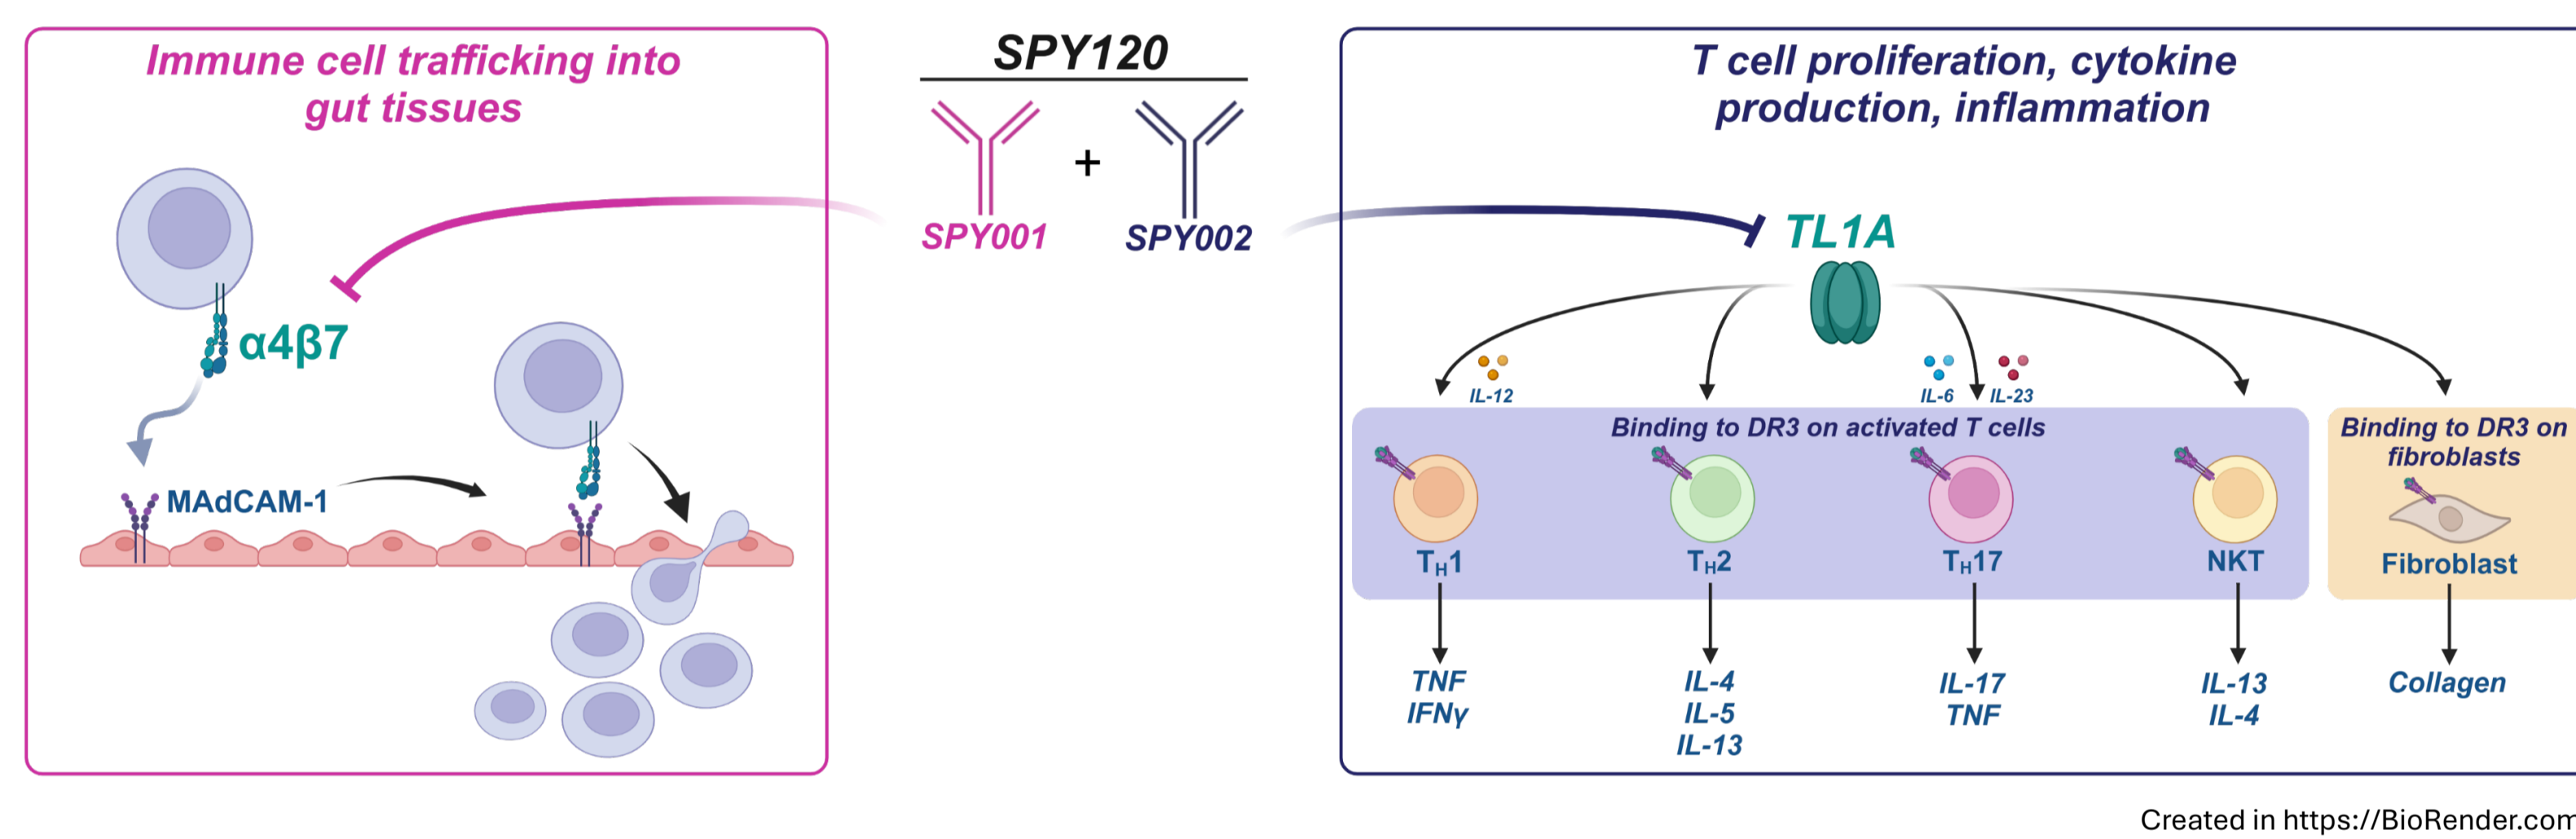 Immune cell trafficking into
gut tissues
α4β7
MAdCAM-1
SPY120
+
SPY001
SPY002
T cell proliferation, cytokine
production, inflammation
TL1A
IL-12
IL-6
IL-23
Binding to DR3 on activated T cells
Binding to DR3 on
fibroblasts
TH1
TH2
TH17
NKT
Fibroblast
TNF
IFNγ
IL-4
IL-5
IL-13
IL-17
TNF
IL-13
IL-4
Collagen
Created in https://BioRender.com